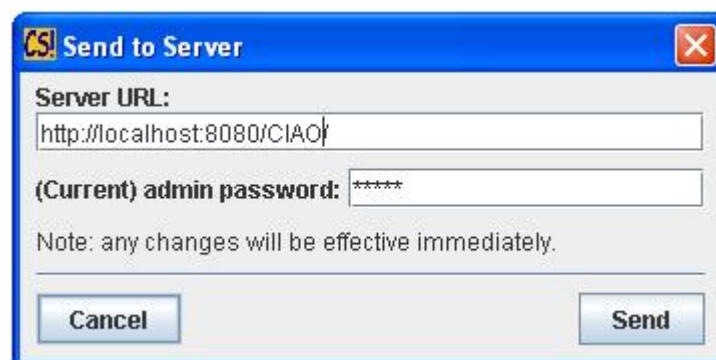 CS! Send to Server
Server URL:
http://localhost:8080/CIAO/
(Current) admin password: *****
Note: any changes will be effective immediately.
Cancel Send